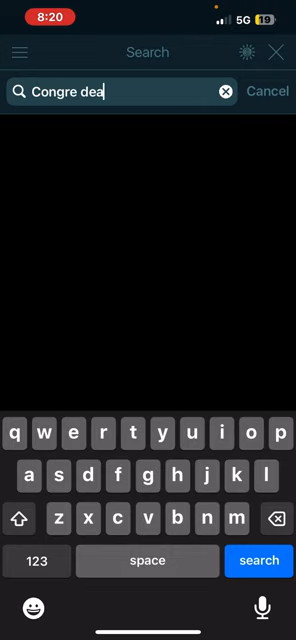 8:20
5G 19
Search
Congre dea
Cancel
q w e r t y u i o p
a s d f g h j k l
z x c v b n m
123 space search